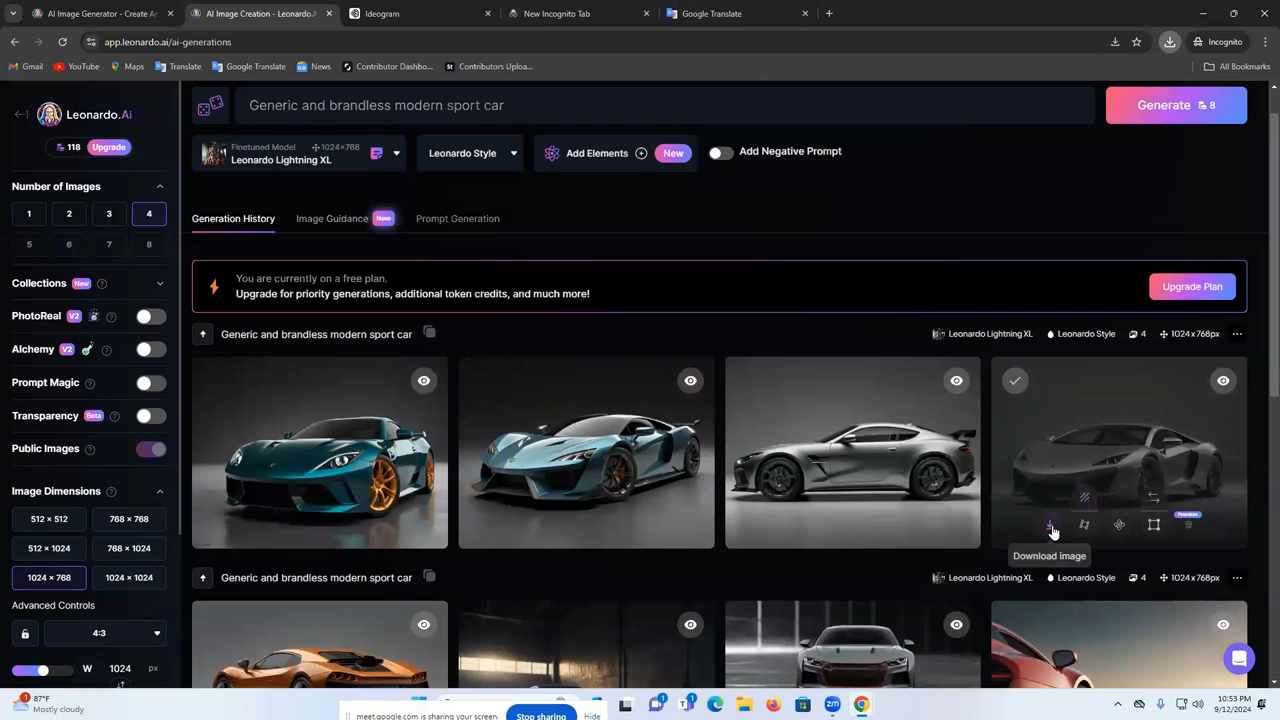 AI Image Generator - Create Ar
AI Image Creation - Leonardo.A
Ideogram
New Incognito Tab
Google Translate
app.leonardo.ai/ai-generations
Incognito
Gmail
YouTube
Maps
Translate
Google Translate
News
Contributor Dashbo...
Contributors Uploa...
All Bookmarks
Leonardo.Ai
118 Upgrade
Number of Images
1 2 3 4
5 6 7 8
Collections New ?
PhotoReal V2 ?
Alchemy V2 ?
Prompt Magic ?
Transparency Beta ?
Public Images ?
Image Dimensions ?
512 × 512 768 × 768
512 × 1024 768 × 1024
1024 × 768 1024 × 1024
Advanced Controls
4:3
W 1024 px
Generic and brandless modern sport car
Generate 8
Finetuned Model 1024×768
Leonardo Lightning XL
Leonardo Style
Add Elements New
Add Negative Prompt
Generation History
Image Guidance New
Prompt Generation
You are currently on a free plan.
Upgrade for priority generations, additional token credits, and much more!
Upgrade Plan
Generic and brandless modern sport car
Leonardo Lightning XL Leonardo Style 4 1024x768px
Premium
Download image
Generic and brandless modern sport car
Leonardo Lightning XL Leonardo Style 4 1024x768px
87°F
Mostly cloudy
meet.google.com is sharing your screen.
Stop sharing
Hide
1
1
zm
10:53 PM
9/12/2024